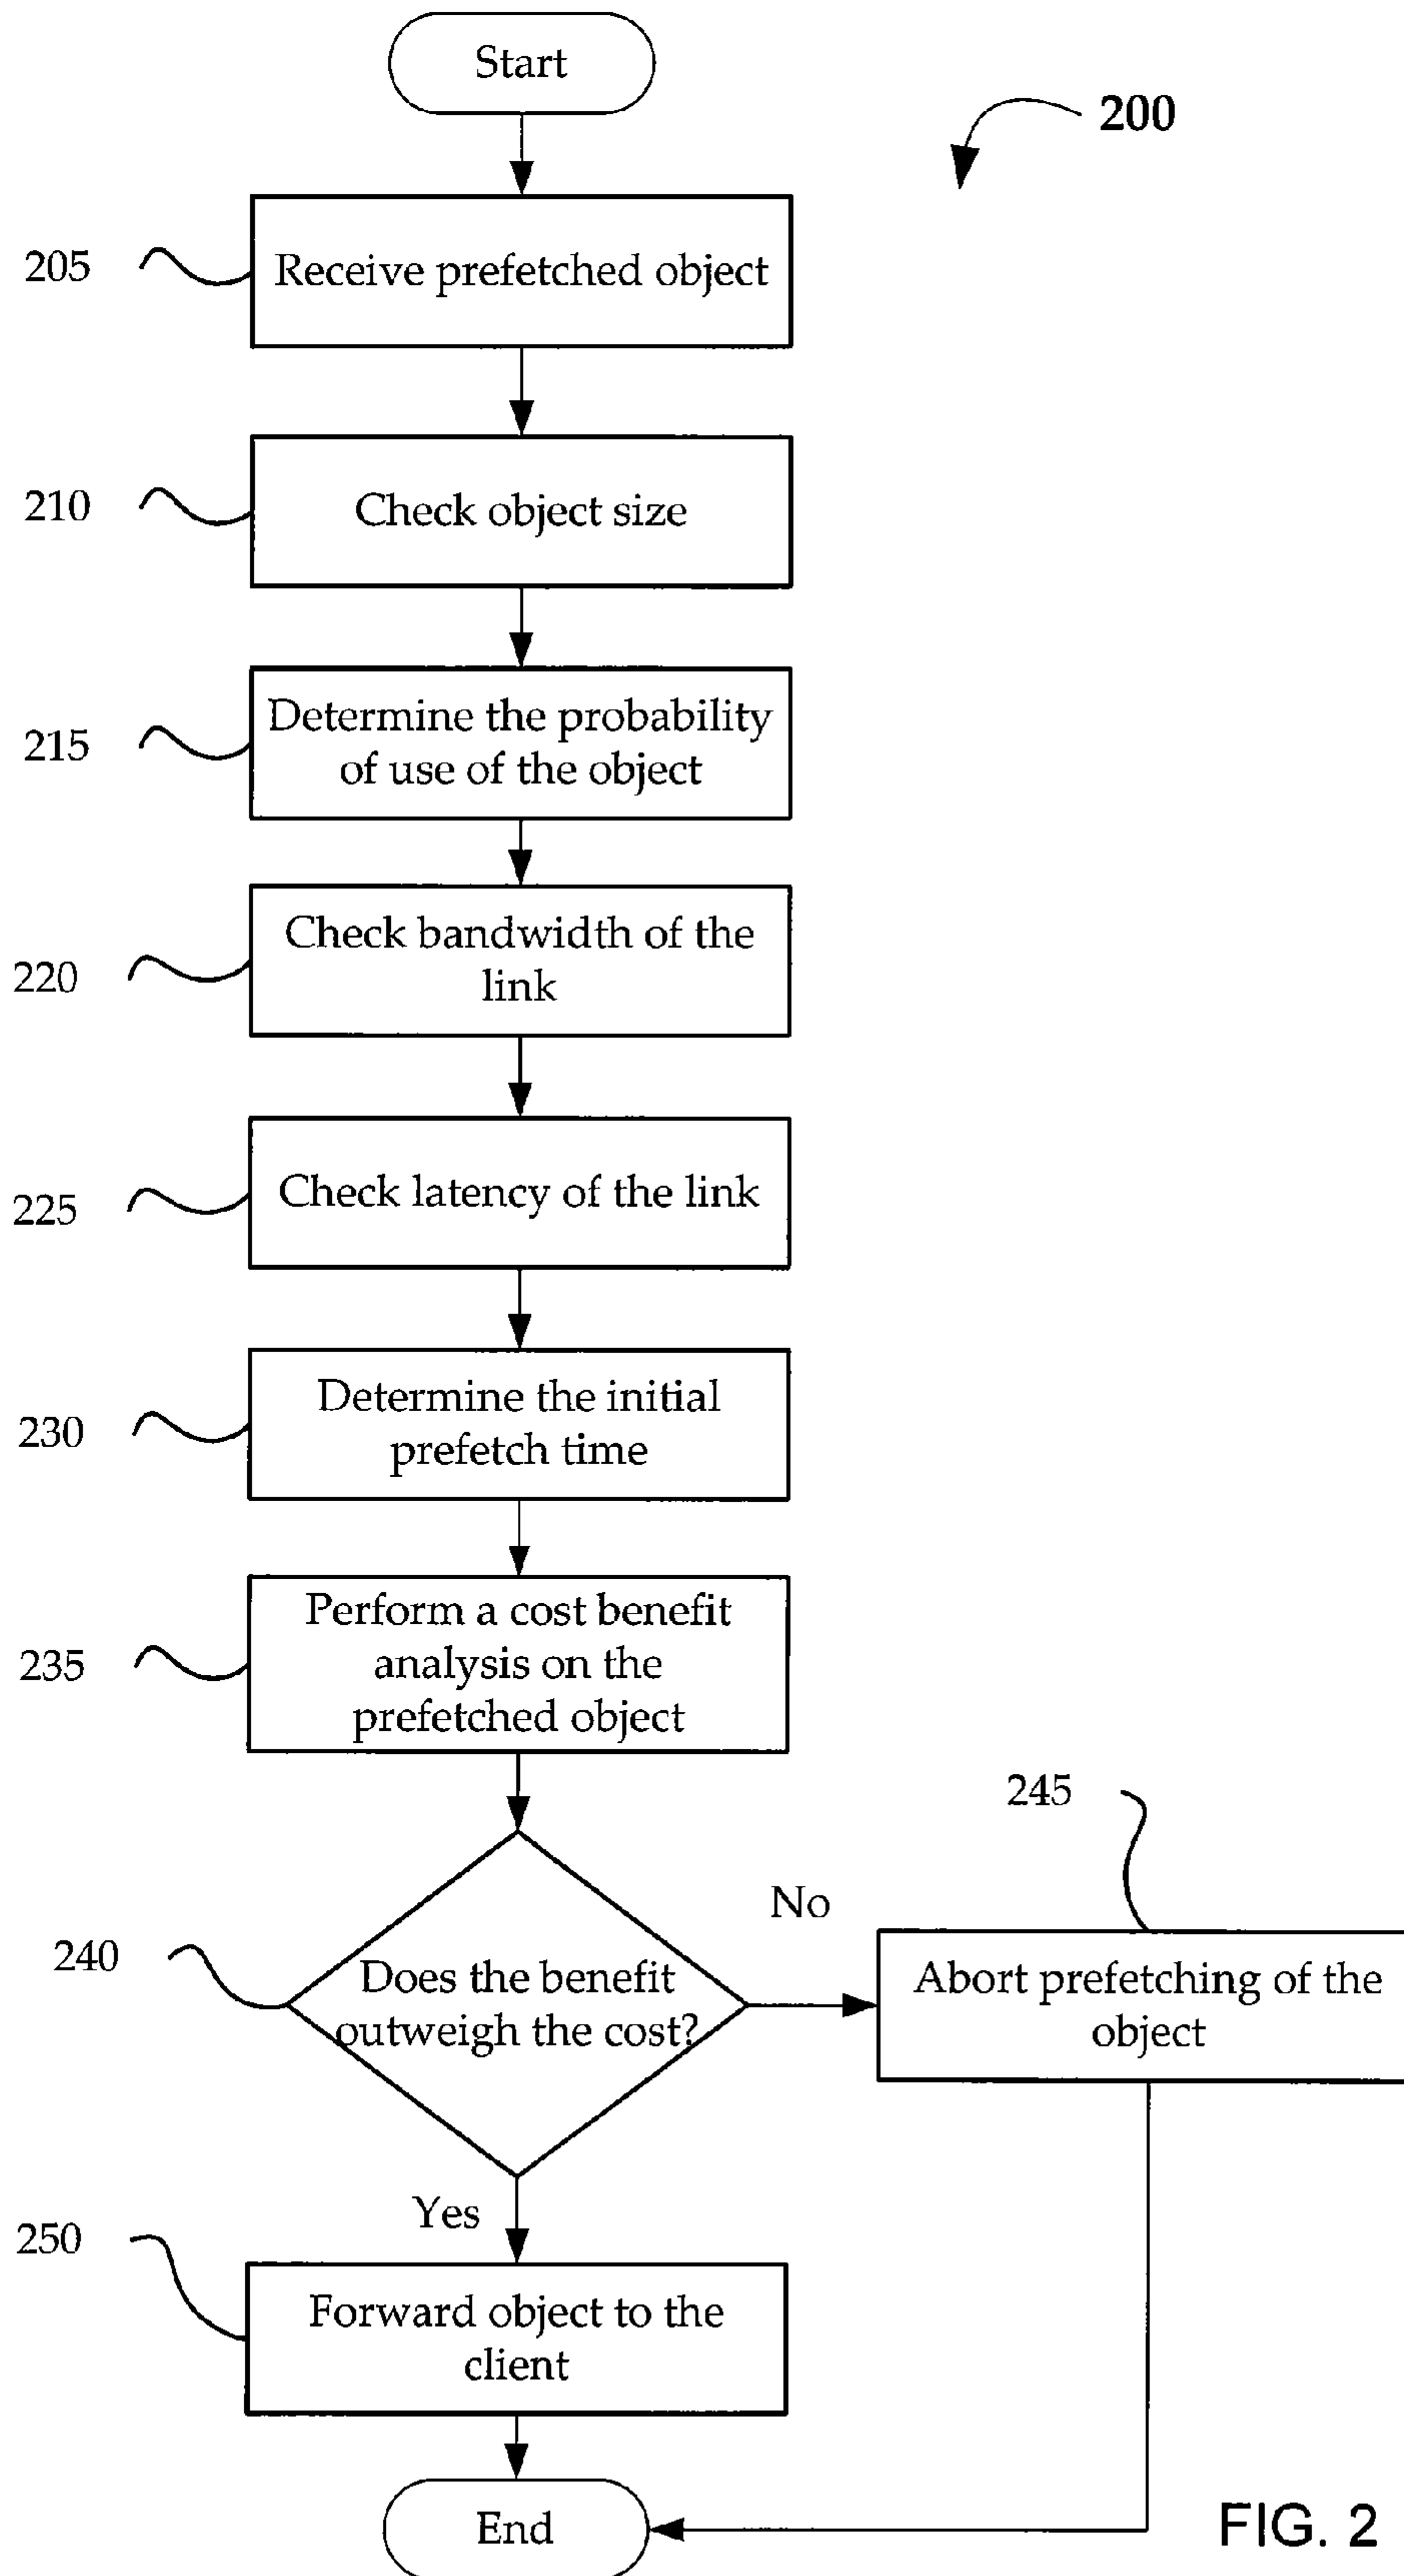 Start
200
205
Receive prefetched object
210
Check object size
215
Determine the probability
of use of the object
220
Check bandwidth of the
link
225
Check latency of the link
230
Determine the initial
prefetch time
235
Perform a cost benefit
analysis on the
prefetched object
240
Does the benefit
outweigh the cost?
No
245
Abort prefetching of the
object
Yes
250
Forward object to the
client
End
FIG. 2